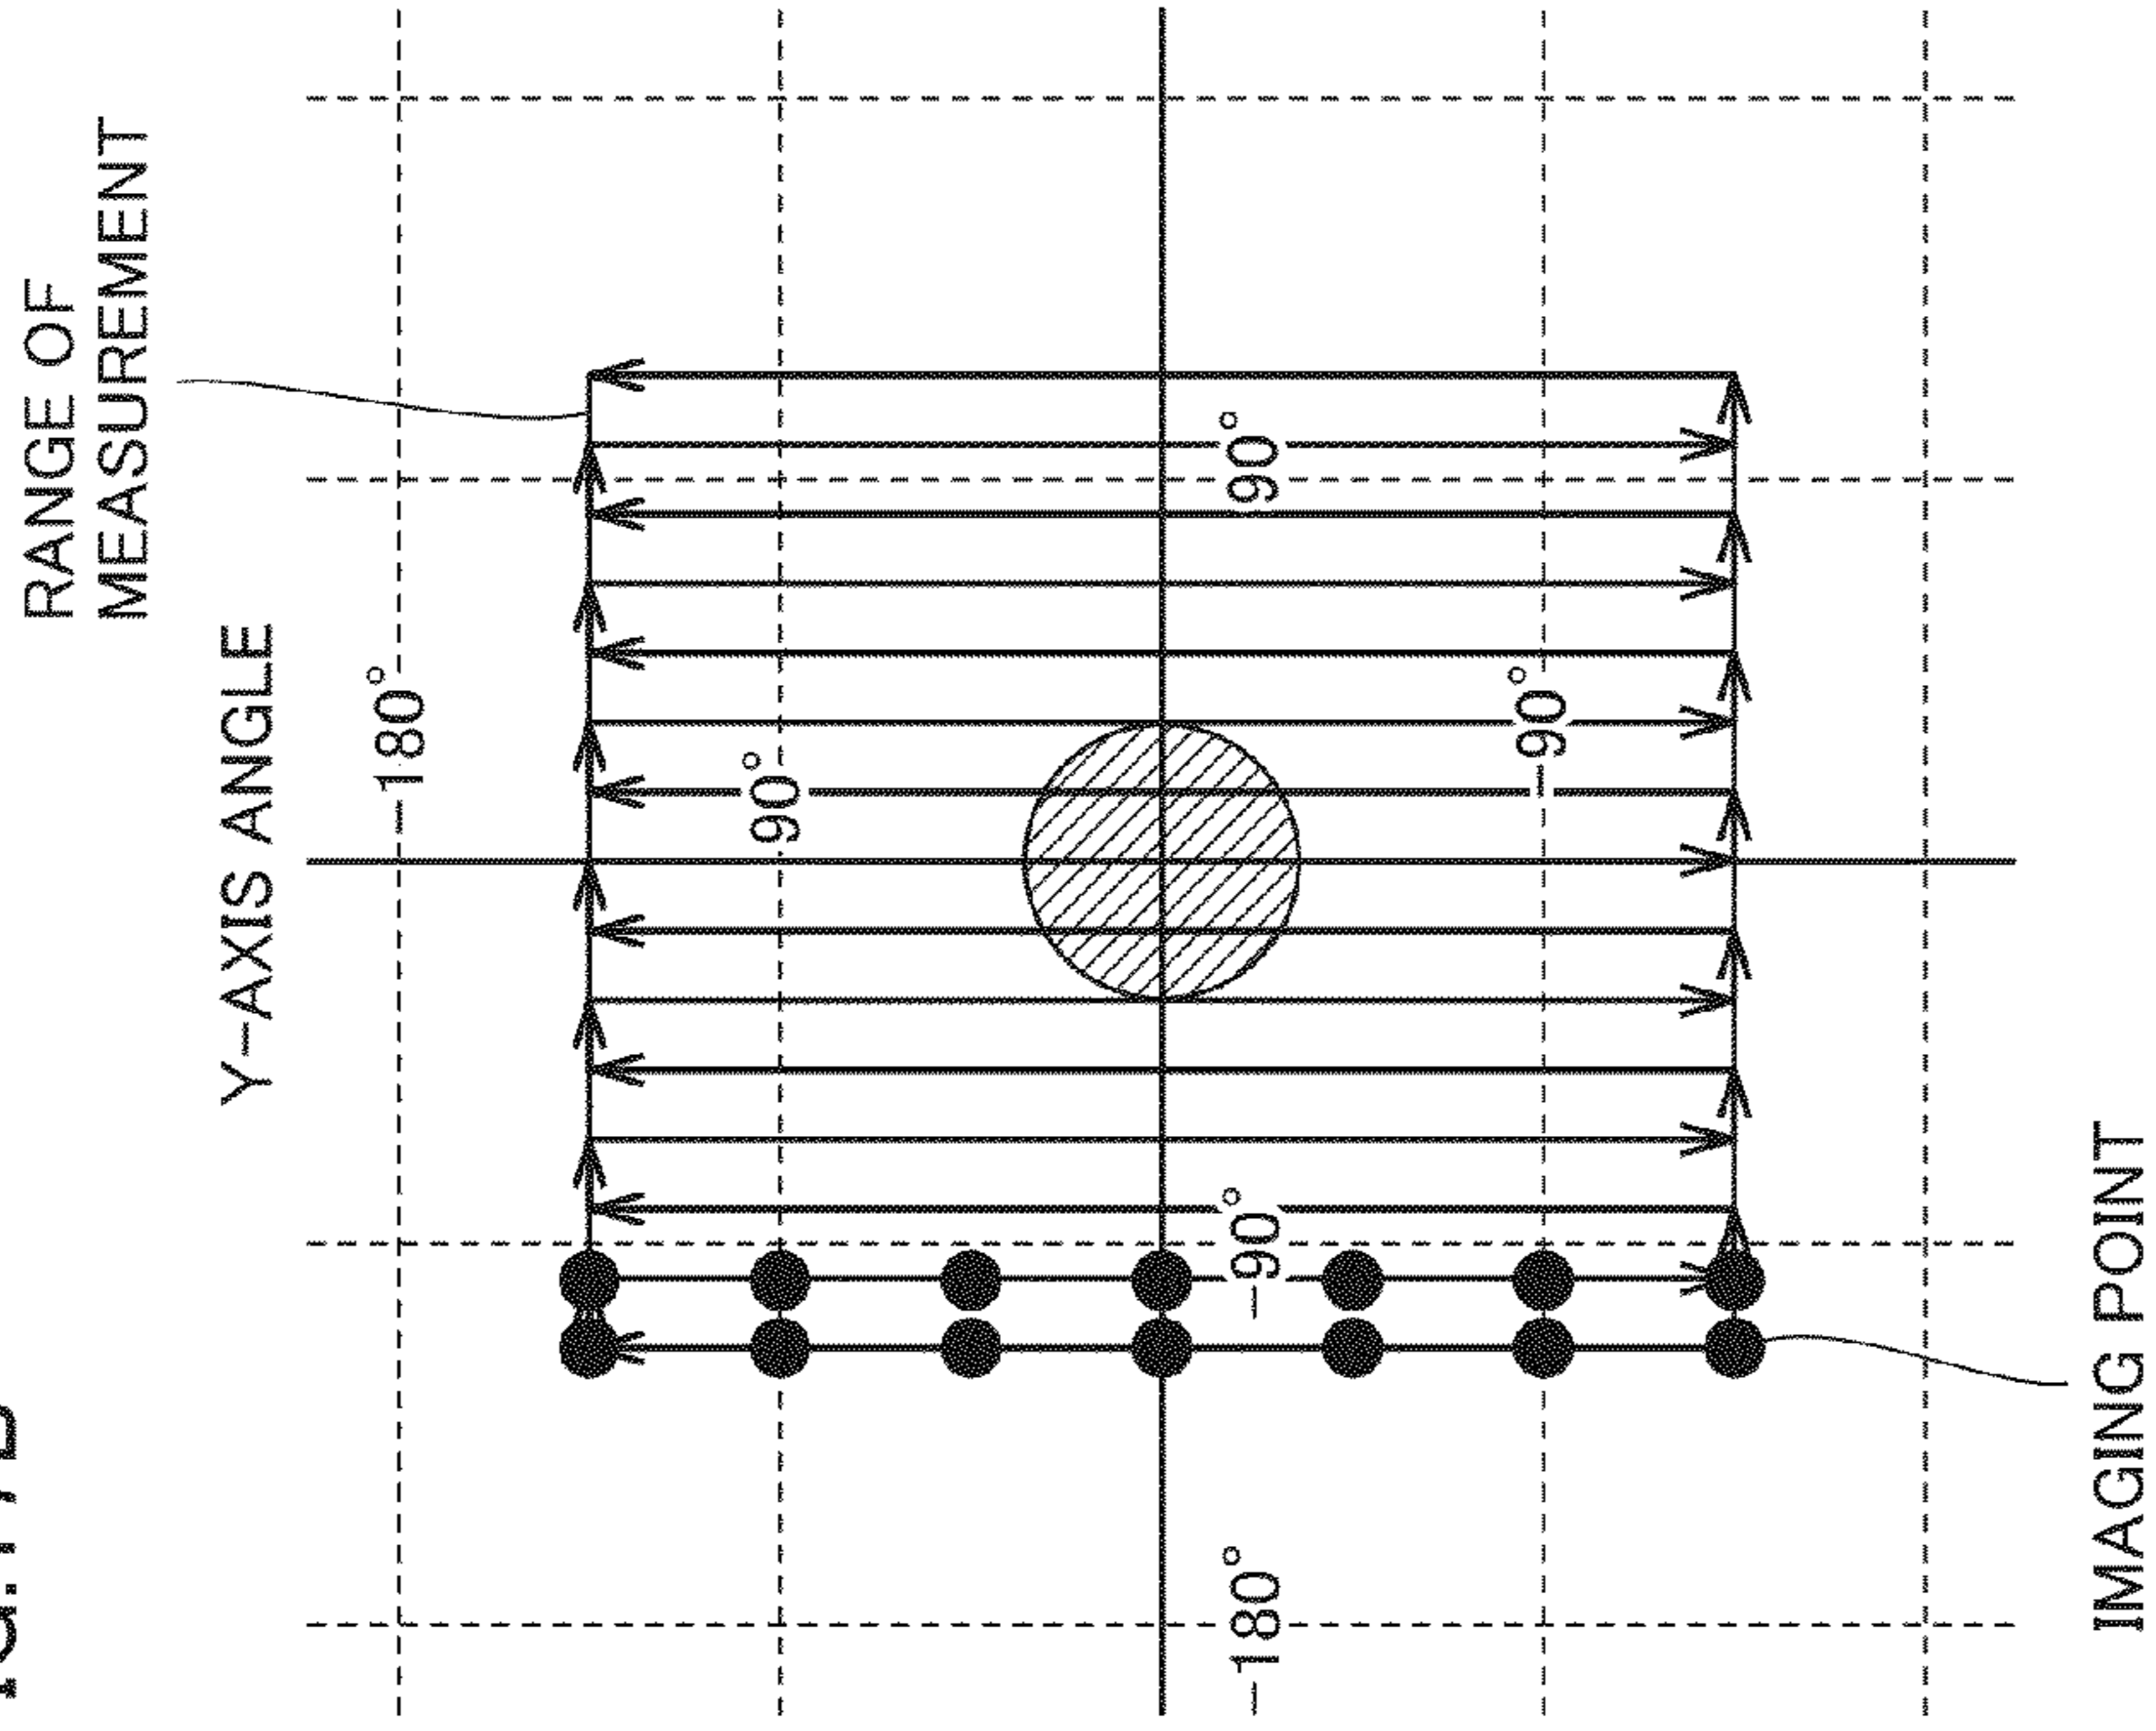 RANGE OF
MEASUREMENT
Y-AXIS ANGLE
-180°
90°
90°
-90°
-90°
-180°
IMAGING POINT